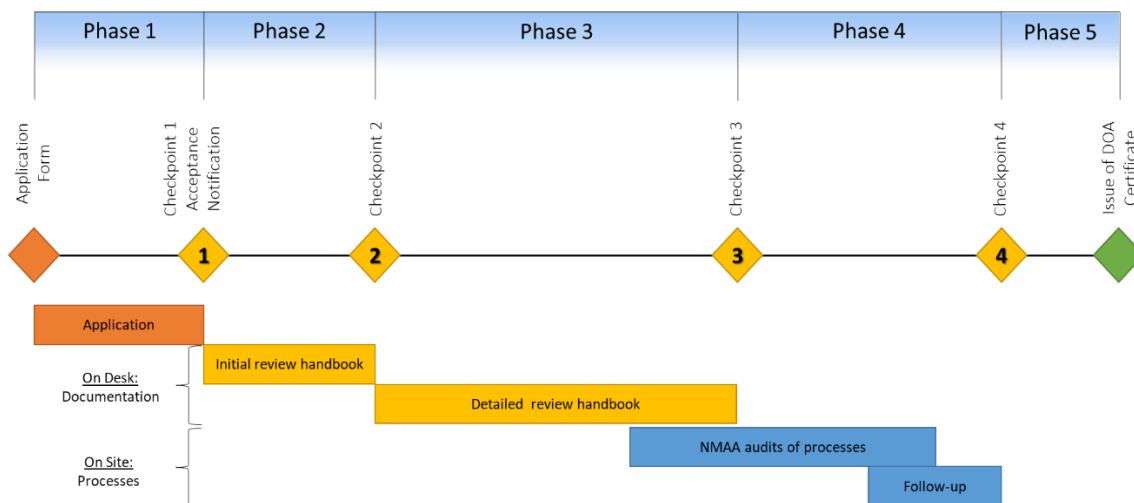 Phase 1
Phase 2
Phase 3
Phase 4
Phase 5
Application
Form
Checkpoint 1
Acceptance
Notification
Checkpoint 2
Checkpoint 3
Checkpoint 4
Issue of DOA
Certificate
1
2
3
4
Application
On Desk:
Documentation
Initial review handbook
Detailed review handbook
On Site:
Processes
NMAA audits of processes
Follow-up